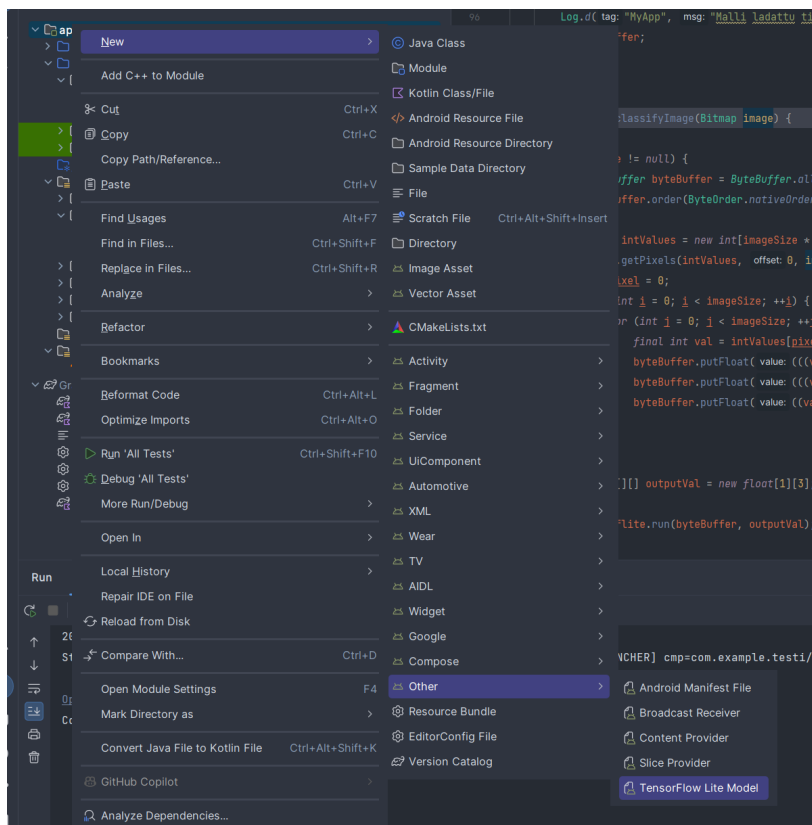 96
Log.d( tag: "MyApp", msg: "Malli ladattu
ap
fer;
New
Java Class
Module
Add C++ to Module
Kotlin Class/File
Cut Ctrl+X
Android Resource File
classifyImage(Bitmap image) {
Copy Ctrl+C
Android Resource Directory
Copy Path/Reference...
Sample Data Directory
!= null) {
Paste Ctrl+V
File
byteBuffer = ByteBuffer.
Find Usages Alt+F7
Scratch File Ctrl+Alt+Shift+Insert
.order(ByteOrder.
Find in Files... Ctrl+Shift+F
Directory
intValues = new int[imageSize *
Replace in Files... Ctrl+Shift+R
Image Asset
getPixels(intValues, offset: 0,
Analyze
Vector Asset
= 0;
i = 0; i < imageSize; ++i) {
Refactor
CMakeLists.txt
(int j = 0; j < imageSize;
final int val = intValues[
Bookmarks
Activity
byteBuffer.putFloat( value: (((
Reformat Code Ctrl+Alt+L
Fragment
byteBuffer.putFloat( value: (((
Optimize Imports Ctrl+Alt+O
Folder
byteBuffer.putFloat( value: ((
Gr
Run 'All Tests' Ctrl+Shift+F10
Service
Debug 'All Tests'
UiComponent
Automotive
[][] outputVal = new float[1][3]
More Run/Debug
XML
Open In
Wear
.run(byteBuffer, outputVal)
TV
Local History
Run
AIDL
Repair IDE on File
Widget
Reload from Disk
Google
Compare With... Ctrl+D
Compose
NCHER] cmp=com.example.testi/
Open Module Settings F4
Other
Android Manifest File
Mark Directory as
Resource Bundle
Broadcast Receiver
EditorConfig File
Content Provider
Convert Java File to Kotlin File Ctrl+Alt+Shift+K
Version Catalog
Slice Provider
GitHub Copilot
TensorFlow Lite Model
Analyze Dependencies...